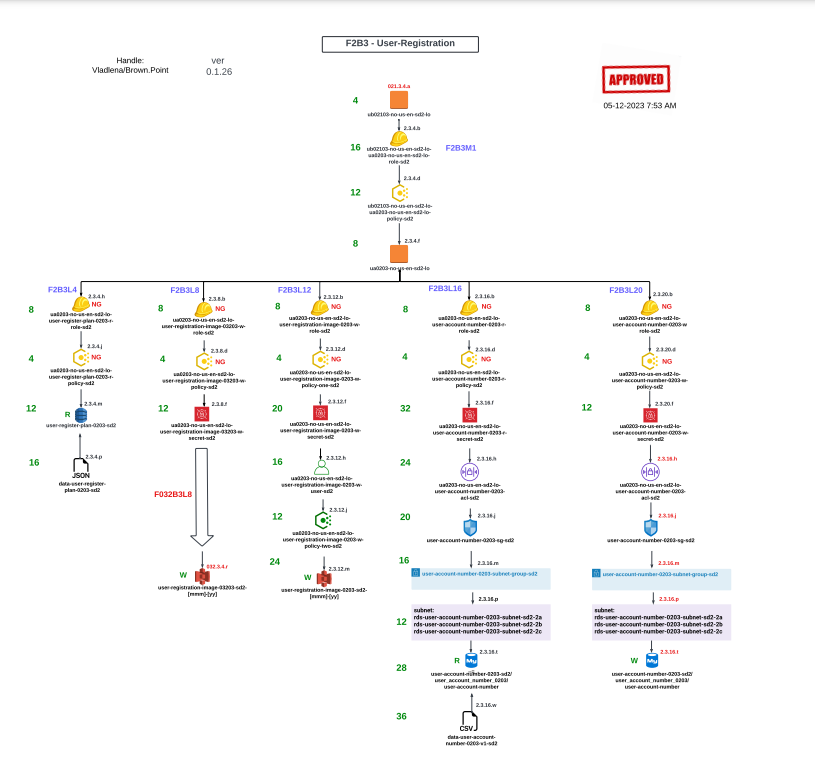 F2B3 - User-Registration
Handle:
Vladlena/Brown.Point
ver
0.1.26
APPROVED
05-12-2023 7:53 AM
021.3.4.a
4
ub02103-no-us-en-sd2-lo
2.3.4.b
16
ub02103-no-us-en-sd2-lo-
ua0203-no-us-en-sd2-lo-
role-sd2
F2B3M1
2.3.4.d
12
ub02103-no-us-en-sd2-lo-
ua0203-no-us-en-sd2-lo-
policy-sd2
8
2.3.4.f
ua0203-no-us-en-sd2-lo
F2B3L4
2.3.4.h
8
NG
ua0203-no-us-en-sd2-lo-
user-register-plan-0203-r-
role-sd2
2.3.4.j
4
NG
ua0203-no-us-en-sd2-lo-
user-register-plan-0203-r-
policy-sd2
2.3.4.m
12
R
user-register-plan-0203-sd2
2.3.4.p
16
JSON
data-user-register-
plan-0203-sd2
F2B3L8
2.3.8.b
8
NG
ua0203-no-us-en-sd2-lo-
user-registration-image-03203-w-
role-sd2
2.3.8.d
4
NG
ua0203-no-us-en-sd2-lo-
user-registration-image-03203-w-
policy-sd2
2.3.8.f
12
ua0203-no-us-en-sd2-lo-
user-registration-image-03203-w-
secret-sd2
F032B3L8
032.3.4.r
W
user-registration-image-03203-sd2-
[mmm]-[yy]
F2B3L12
2.3.12.b
8
NG
ua0203-no-us-en-sd2-lo-
user-registration-image-0203-w-
role-sd2
2.3.12.d
4
NG
ua0203-no-us-en-sd2-lo-
user-registration-image-0203-w-
policy-one-sd2
2.3.12.f
20
ua0203-no-us-en-sd2-lo-
user-registration-image-0203-w-
secret-sd2
2.3.12.h
16
ua0203-no-us-en-sd2-lo-
user-registration-image-0203-w-
user-sd2
2.3.12.j
12
ua0203-no-us-en-sd2-lo-
user-registration-image-0203-w-
policy-two-sd2
24
2.3.12.m
W
user-registration-image-0203-sd2-
[mmm]-[yy]
F2B3L16
2.3.16.b
8
NG
ua0203-no-us-en-sd2-lo-
user-account-number-0203-r-
role-sd2
2.3.16.d
4
NG
ua0203-no-us-en-sd2-lo-
user-account-number-0203-r-
policy-sd2
2.3.16.f
32
ua0203-no-us-en-sd2-lo-
user-account-number-0203-r-
secret-sd2
2.3.16.h
24
ua0203-no-us-en-sd2-lo-
user-account-number-0203-
acl-sd2
2.3.16.j
20
user-account-number-0203-sg-sd2
16
2.3.16.m
user-account-number-0203-subnet-group-sd2
2.3.16.p
12
subnet:
rds-user-account-number-0203-subnet-sd2-2a
rds-user-account-number-0203-subnet-sd2-2b
rds-user-account-number-0203-subnet-sd2-2c
2.3.16.t
R
My
28
user-account-number-0203-sd2/
user_account_number_0203/
user-account-number
2.3.16.w
36
CSV
data-user-account-
number-0203-v1-sd2
F2B3L20
2.3.20.b
8
NG
ua0203-no-us-en-sd2-lo-
user-account-number-0203-w
role-sd2
2.3.20.d
4
NG
ua0203-no-us-en-sd2-lo-
user-account-number-0203-w-
policy-sd2
2.3.20.f
12
ua0203-no-us-en-sd2-lo-
user-account-number-0203-w-
secret-sd2
2.3.16.h
ua0203-no-us-en-sd2-lo-
user-account-number-0203-
acl-sd2
2.3.16.j
user-account-number-0203-sg-sd2
2.3.16.m
user-account-number-0203-subnet-group-sd2
2.3.16.p
subnet:
rds-user-account-number-0203-subnet-sd2-2a
rds-user-account-number-0203-subnet-sd2-2b
rds-user-account-number-0203-subnet-sd2-2c
2.3.16.t
W
My
user-account-number-0203-sd2/
user_account_number_0203/
user-account-number